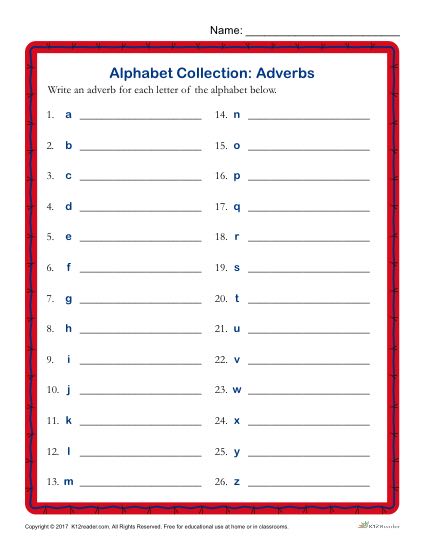 Name: ____________________
Alphabet Collection: Adverbs
Write an adverb for each letter of the alphabet below.
1. a ____________________
2. b ____________________
3. c ____________________
4. d ____________________
5. e ____________________
6. f ____________________
7. g ____________________
8. h ____________________
9. i ____________________
10. j ____________________
11. k ____________________
12. l ____________________
13. m ____________________
14. n ____________________
15. o ____________________
16. p ____________________
17. q ____________________
18. r ____________________
19. s ____________________
20. t ____________________
21. u ____________________
22. v ____________________
23. w ____________________
24. x ____________________
25. y ____________________
26. z ____________________
Copyright © 2017 K12reader.com. All Rights Reserved. Free for educational use at home or in classrooms.
K12Reader